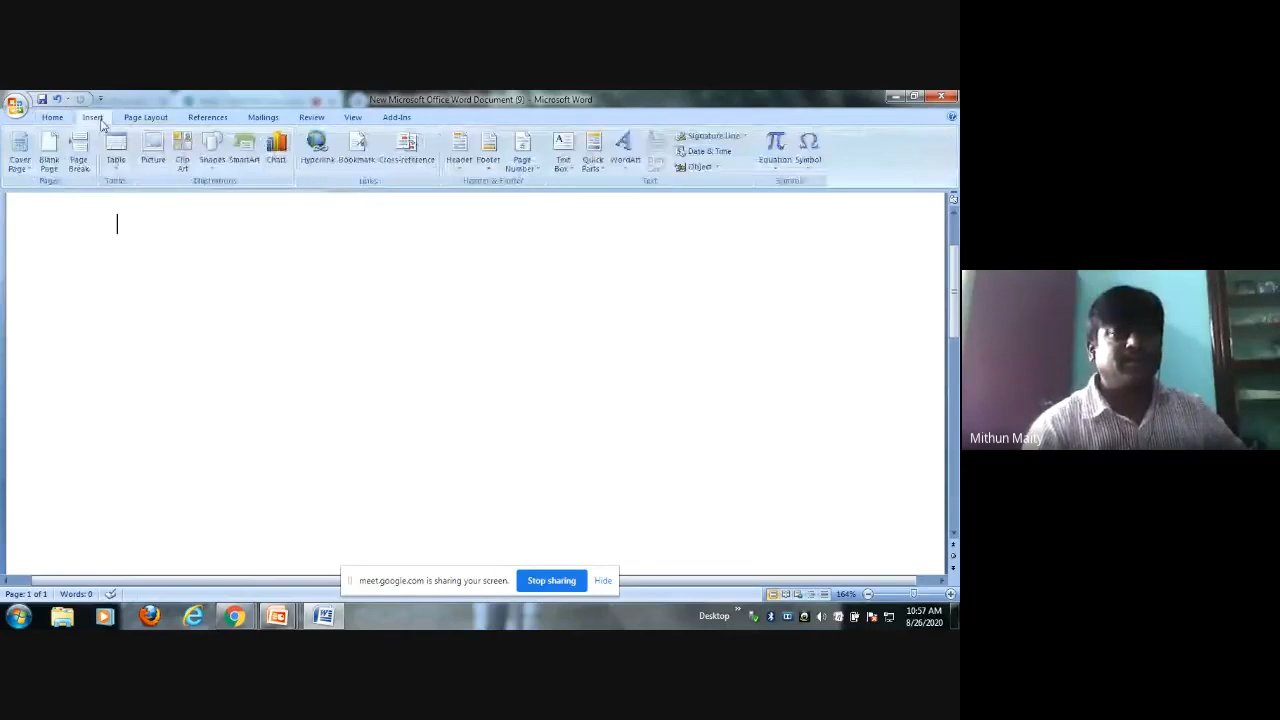 New Microsoft Office Word Document (9) - Microsoft Word
Home Insert Page Layout References Mailings Review View Add-Ins
Cover Page Blank Page Page Break Table Picture Clip Art Shapes SmartArt Chart Hyperlink Bookmark Cross-reference Header Footer Page Number Text Box Quick Parts WordArt Drop Cap Signature Line Date & Time Object Equation Symbol
Pages Tables Illustrations Links Header & Footer Text Symbols
Mithun Maity
meet.google.com is sharing your screen. Stop sharing Hide
Page: 1 of 1 Words: 0 164%
Desktop 10:57 AM
8/26/2020